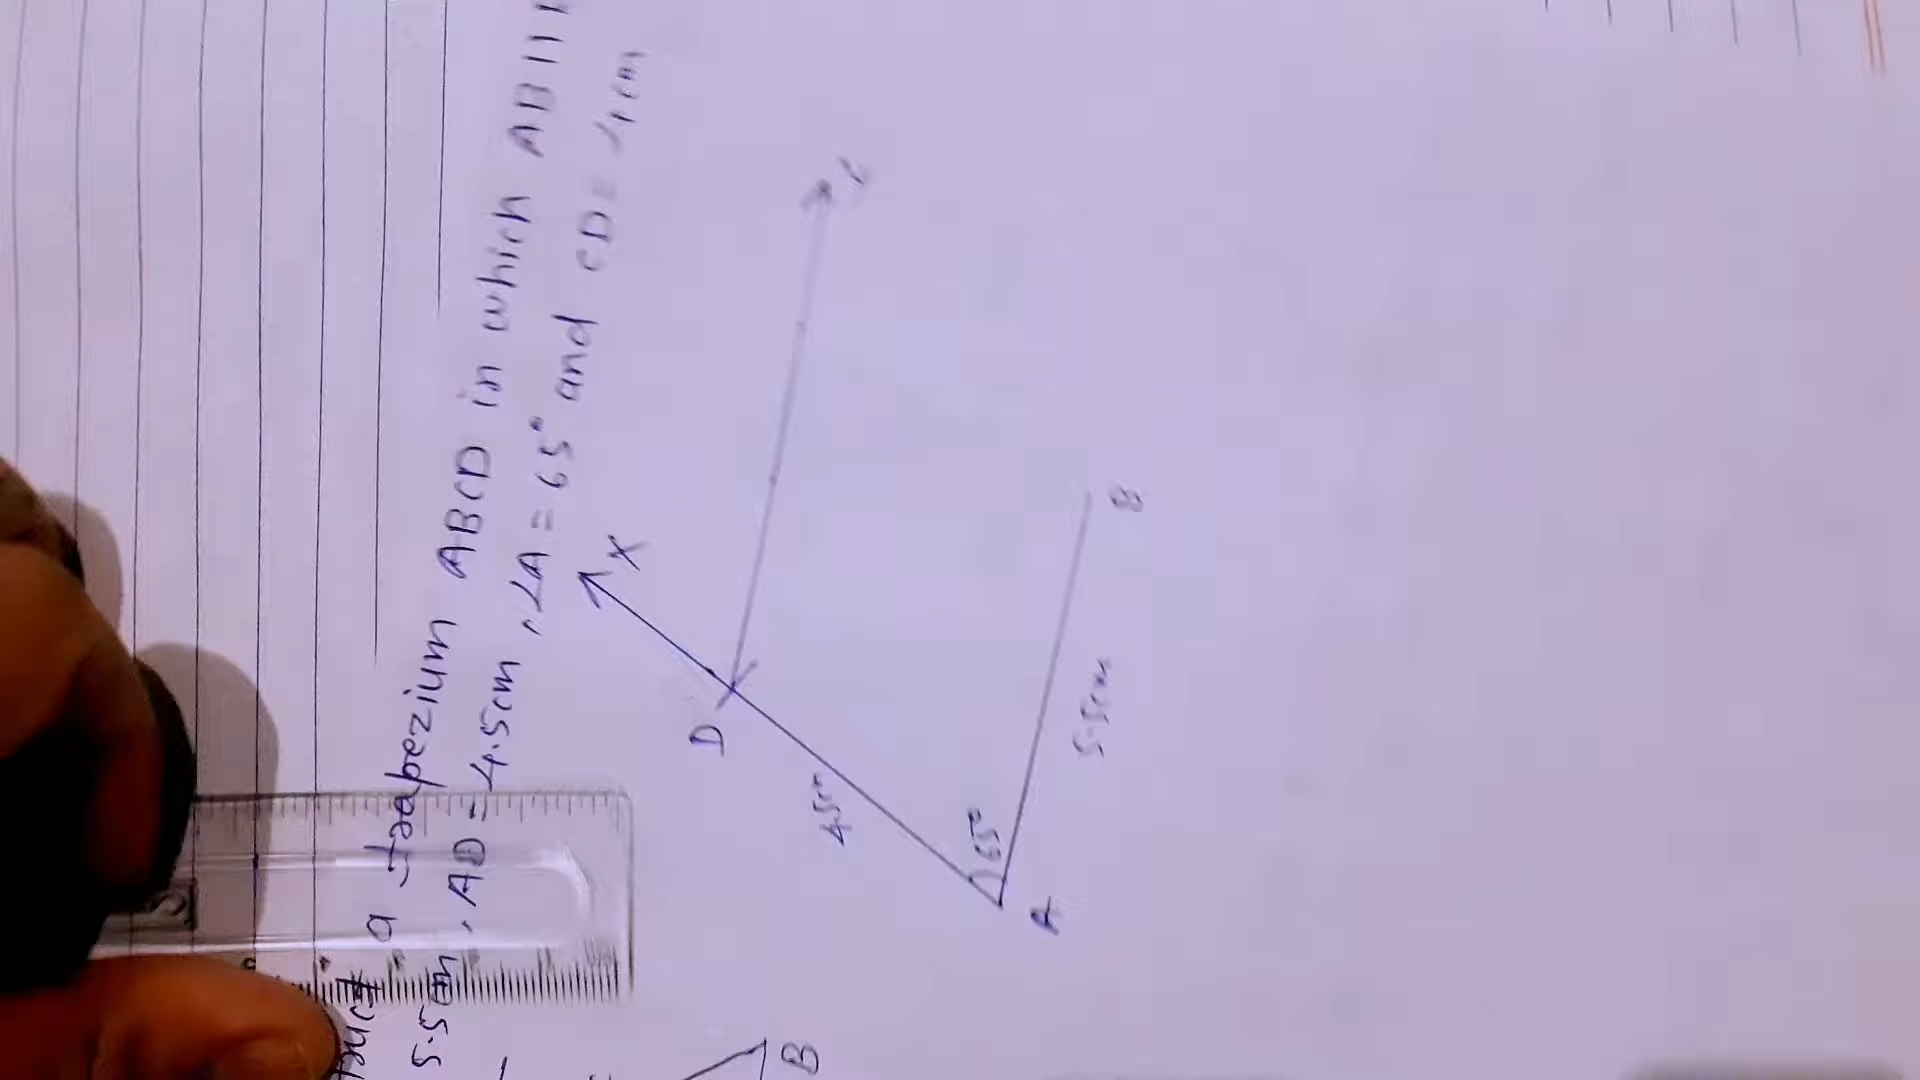 a trapezium ABCD in which AB ||
5.5cm, AD = 4.5cm, ∠A = 65° and CD = 4cm
X
D
4.5cm
65°
A
5.5cm
B
B